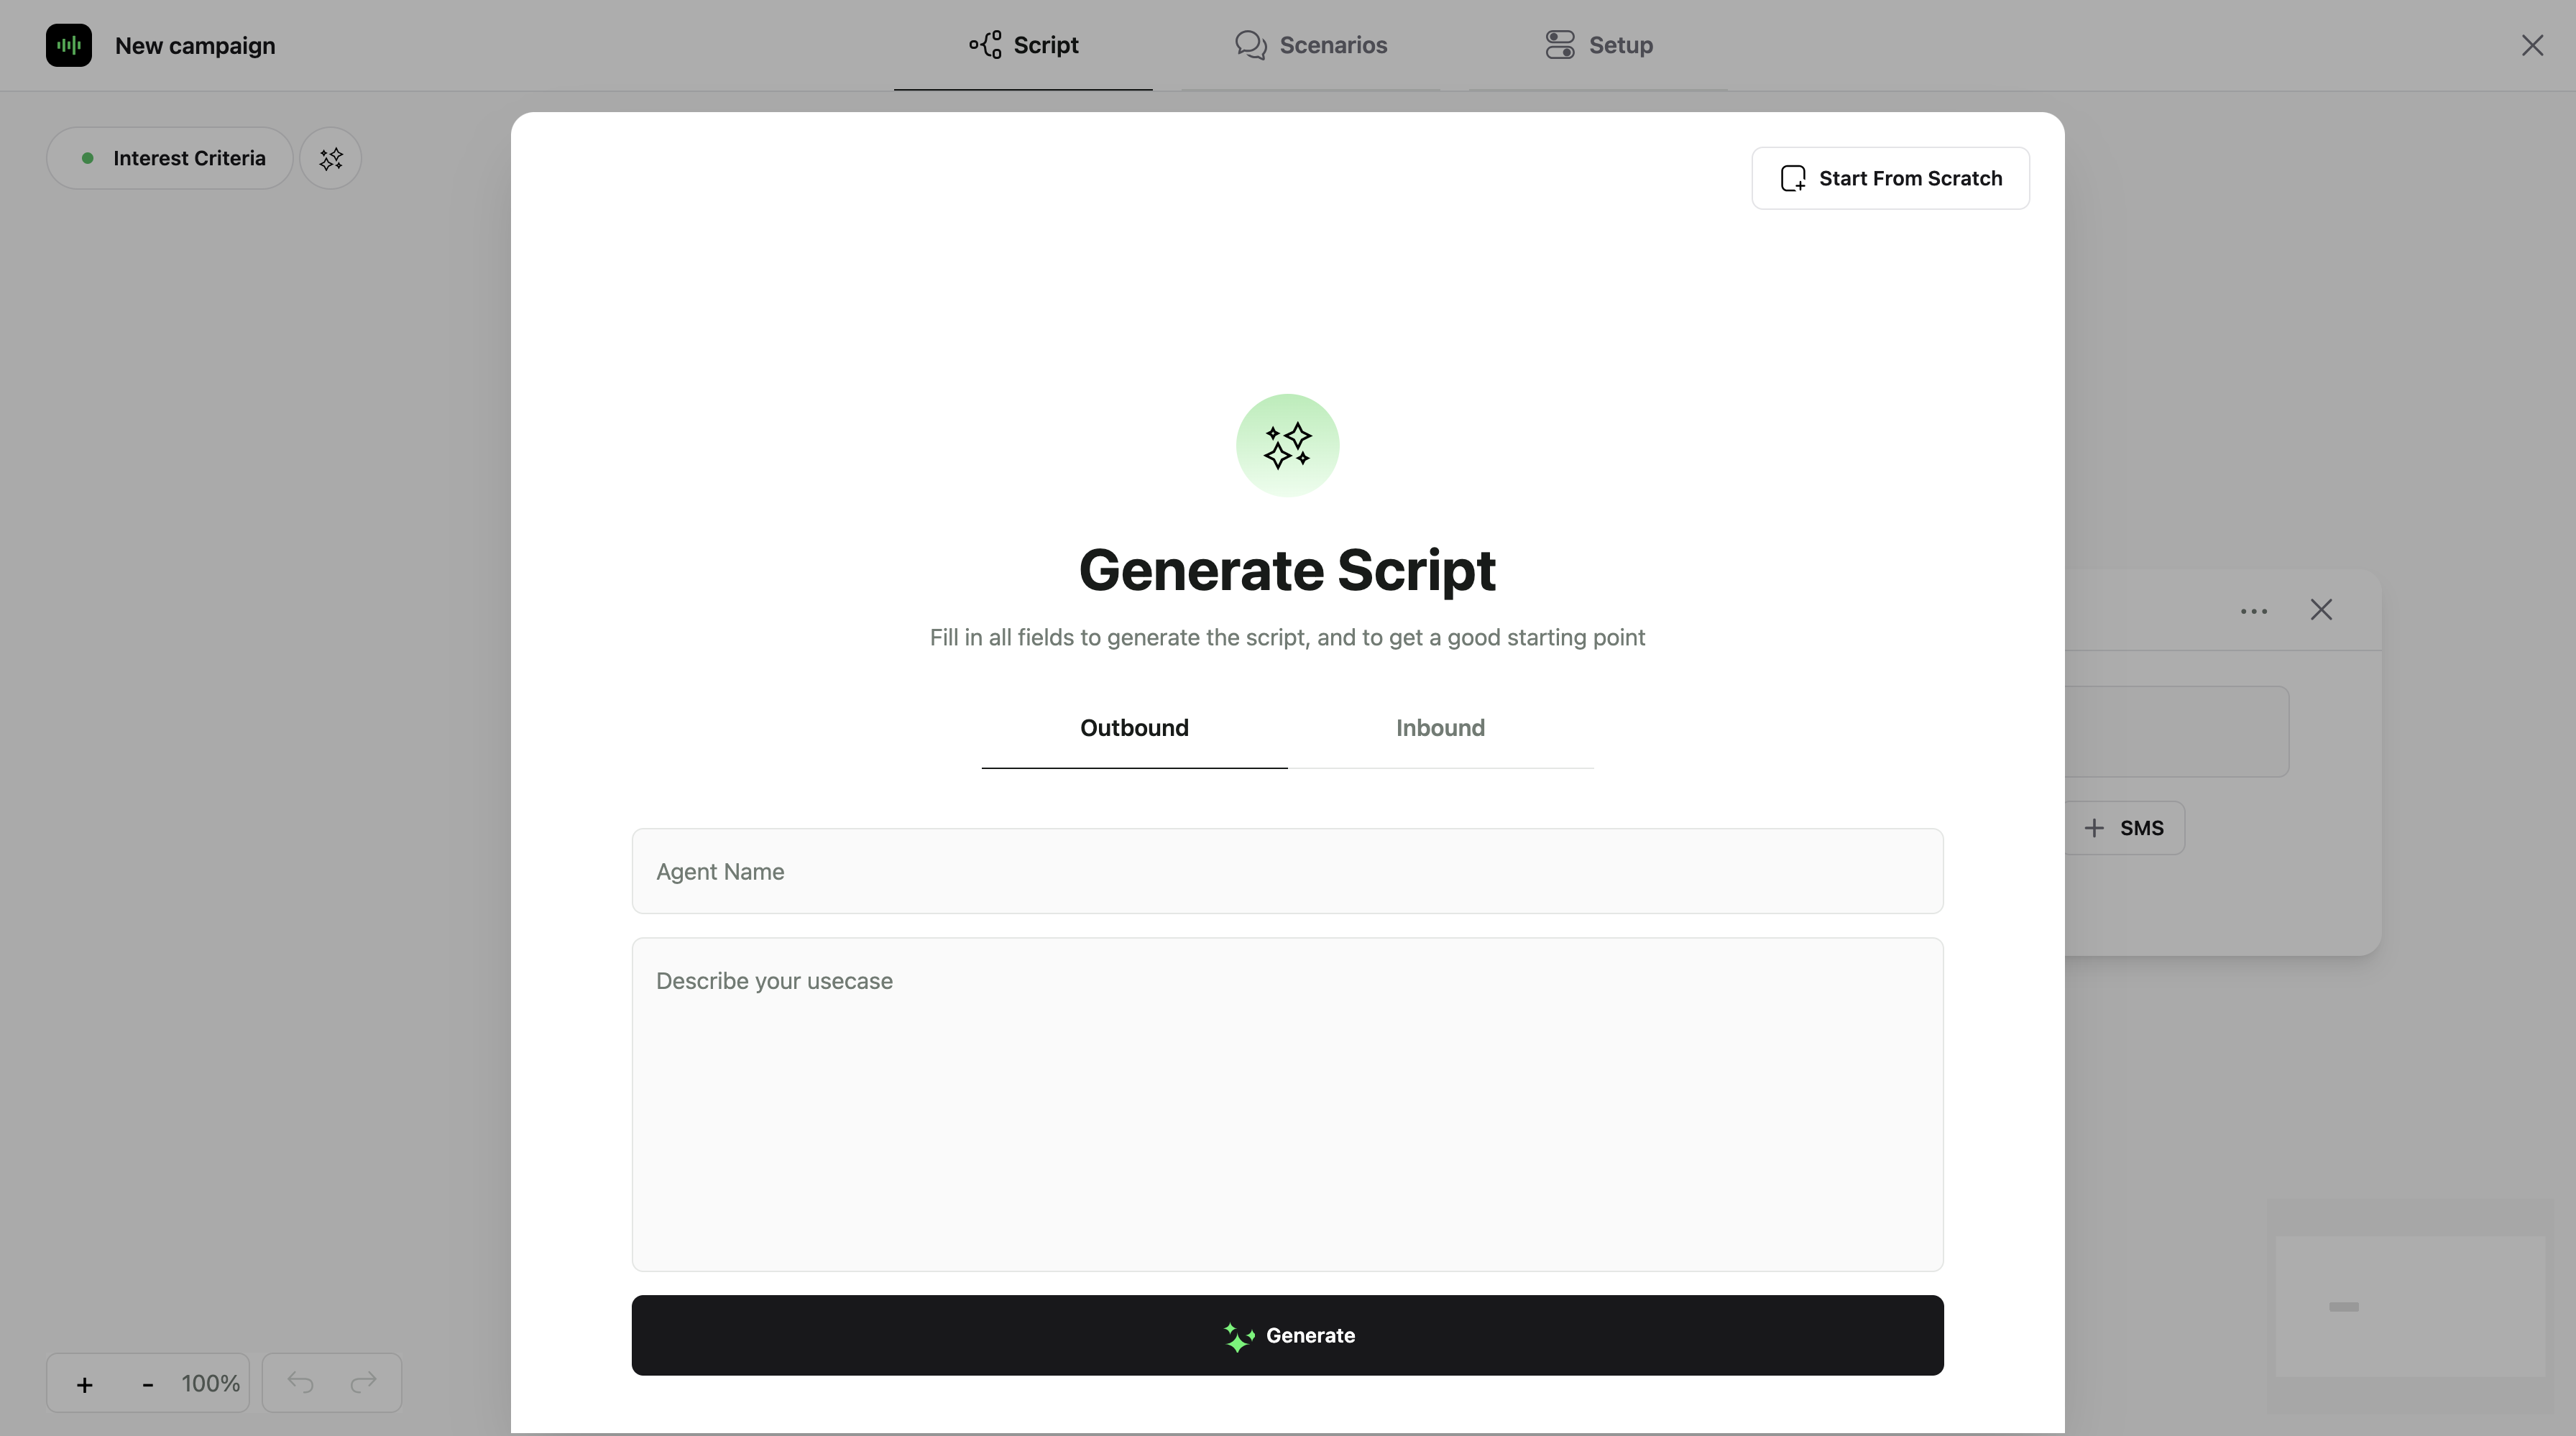 New campaign
Script
Scenarios
Setup
Interest Criteria
Start From Scratch
Generate Script
Fill in all fields to generate the script, and to get a good starting point
Outbound
Inbound
Agent Name
SMS
Describe your usecase
Generate
+ - 100%